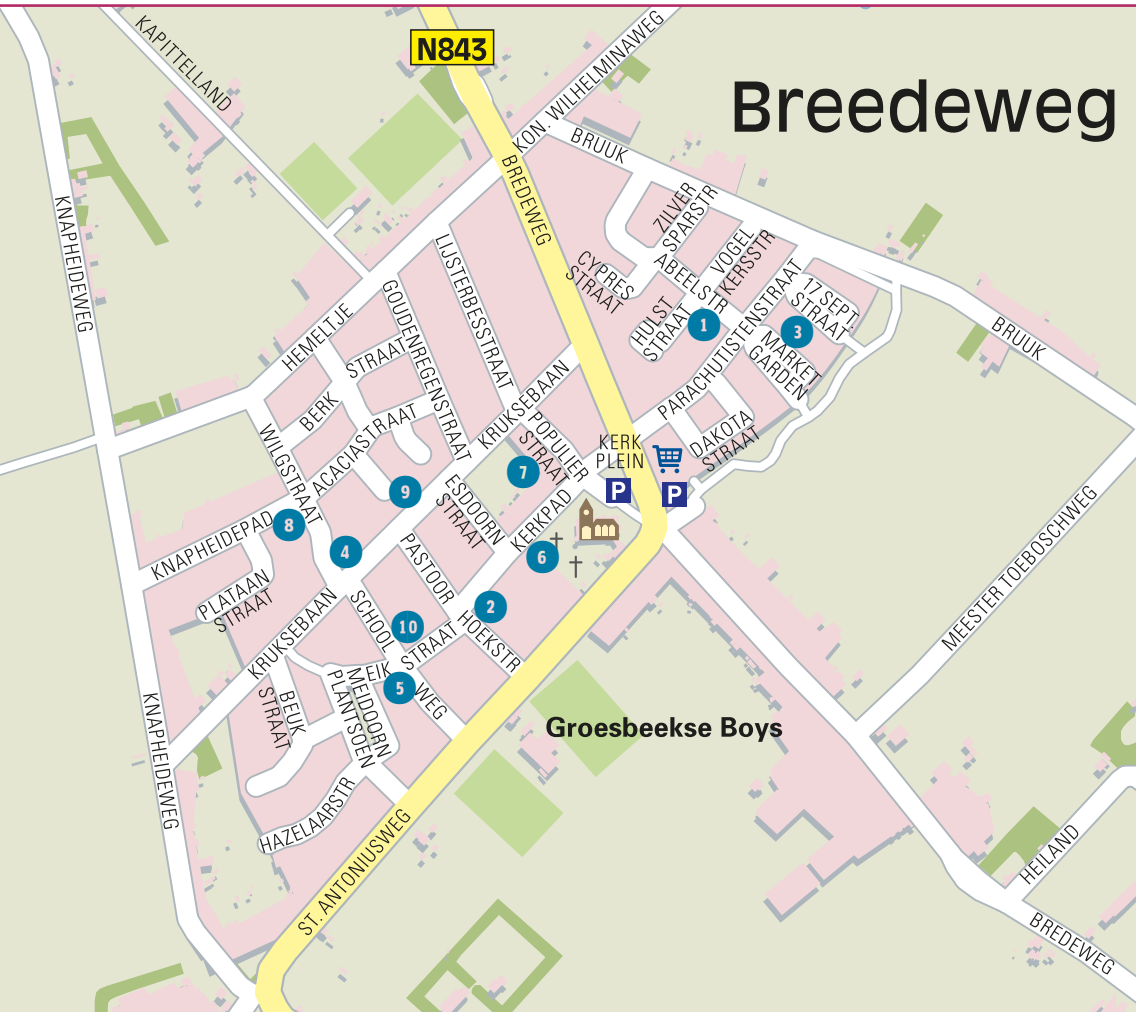 N843
Breedeweg
KAPITTELLAND
KON. WILHELMINAWEG
BRUUK
BREDEWEG
KNAPHEIDEWEG
ZILVER
SPARSTR
VOGEL
KERSSTR
CYPRES
STRAAT
ABEELSTR
HULST
STRAAT
1
17 SEPT.
STRAAT
3
MARKET
GARDEN
PARACHUTISTENSTRAAT
BRUUK
LIJSTERBESSTRAAT
GOUDENREGENSTRAAT
HEMELTJE
BERK
STRAAT
ACACIASTRAAT
WILGSTRAAT
KRUKSEBAAN
POPULIER
STRAAT
KERK
PLEIN
P
P
DAKOTA
STRAAT
7
9
8
4
KNAPHEIDEPAD
ESDOORN
STRAAT
KERKPAD
6
PLATAAN
STRAAT
PASTOOR
HOEKSTR
2
SCHOOL
WEG
10
KRUKSEBAAN
EIK
STRAAT
5
MEESTER TOEBOSCHWEG
BEUK
STRAAT
MEIDOORN
PLANTSOEN
KNAPHEIDEWEG
Groesbeekse Boys
HAZELAARSTR
ST. ANTONIUSWEG
HEILAND
BREDEWEG